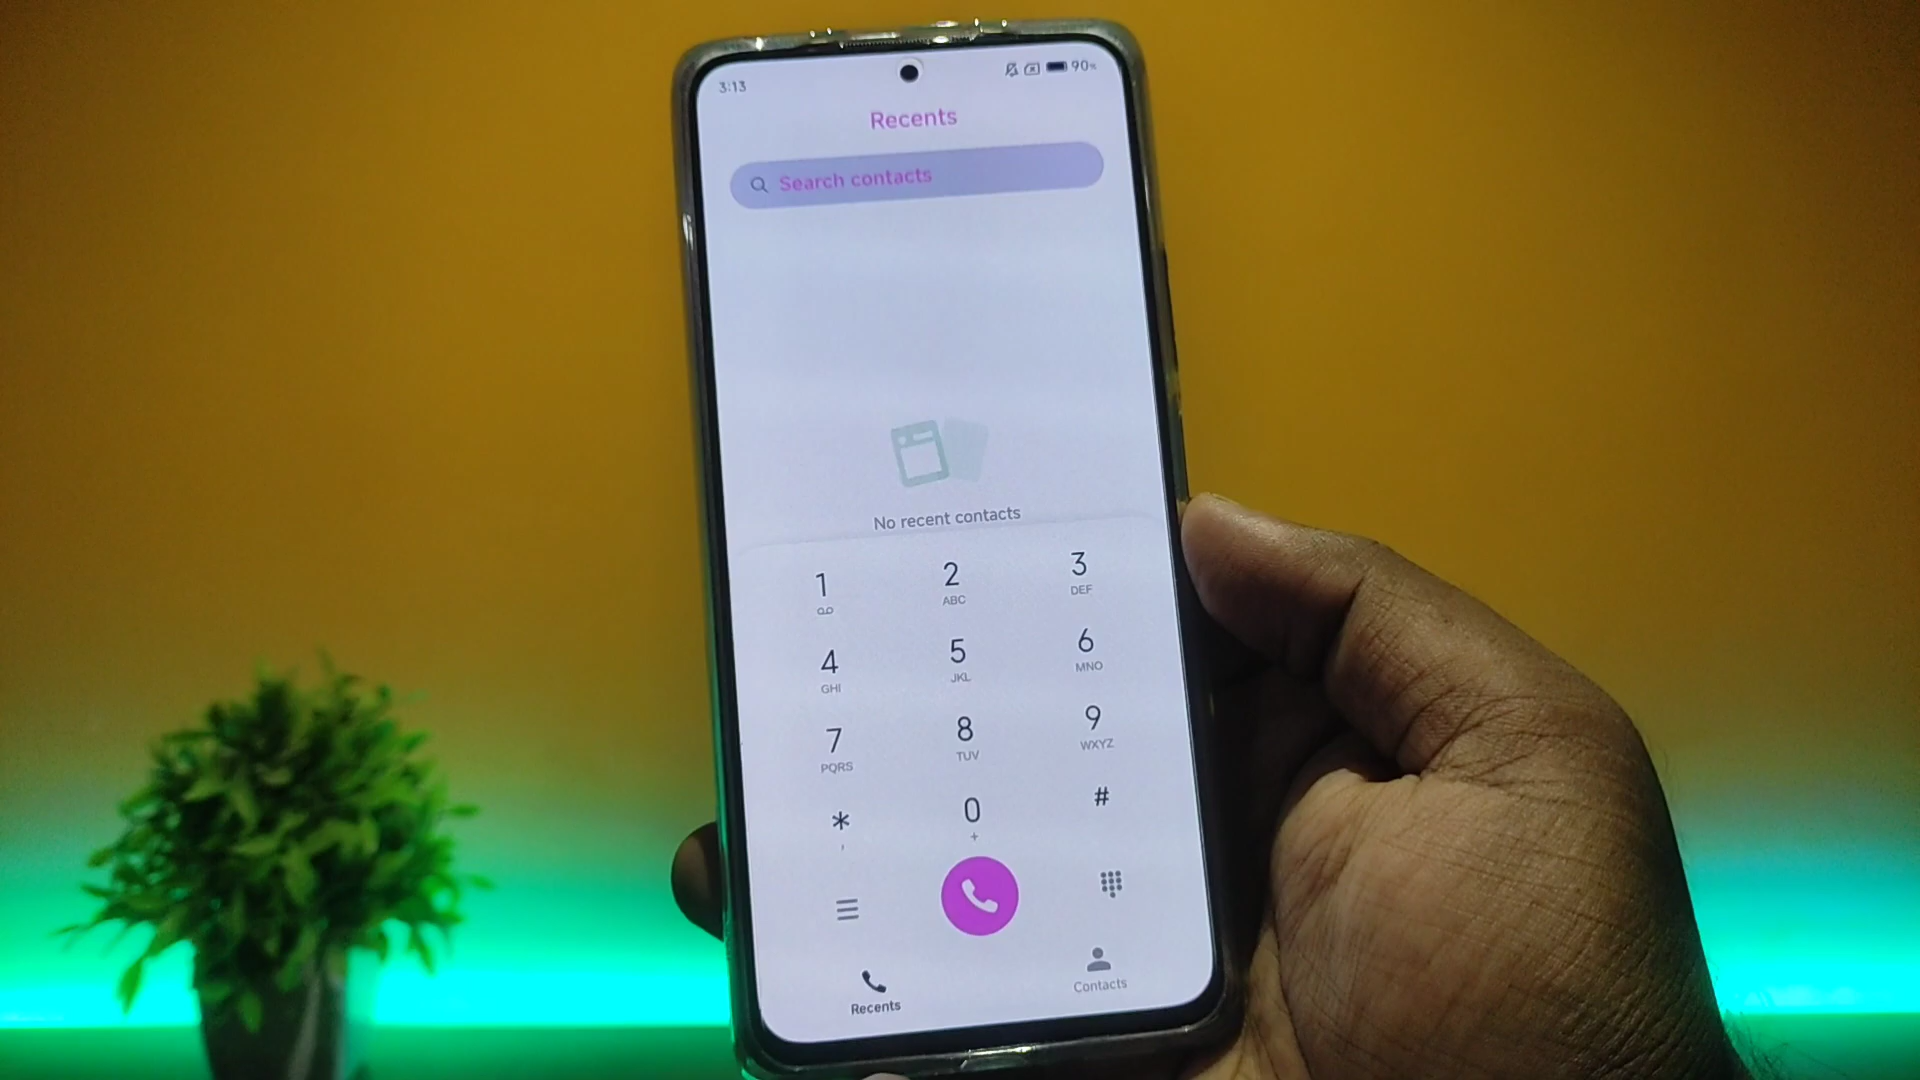 3:13 90%
Recents
Search contacts
No recent contacts
1 2 3
ABC DEF
4 5 6
GHI JKL MNO
7 8 9
PQRS TUV WXYZ
* 0 #
, +
Recents Contacts